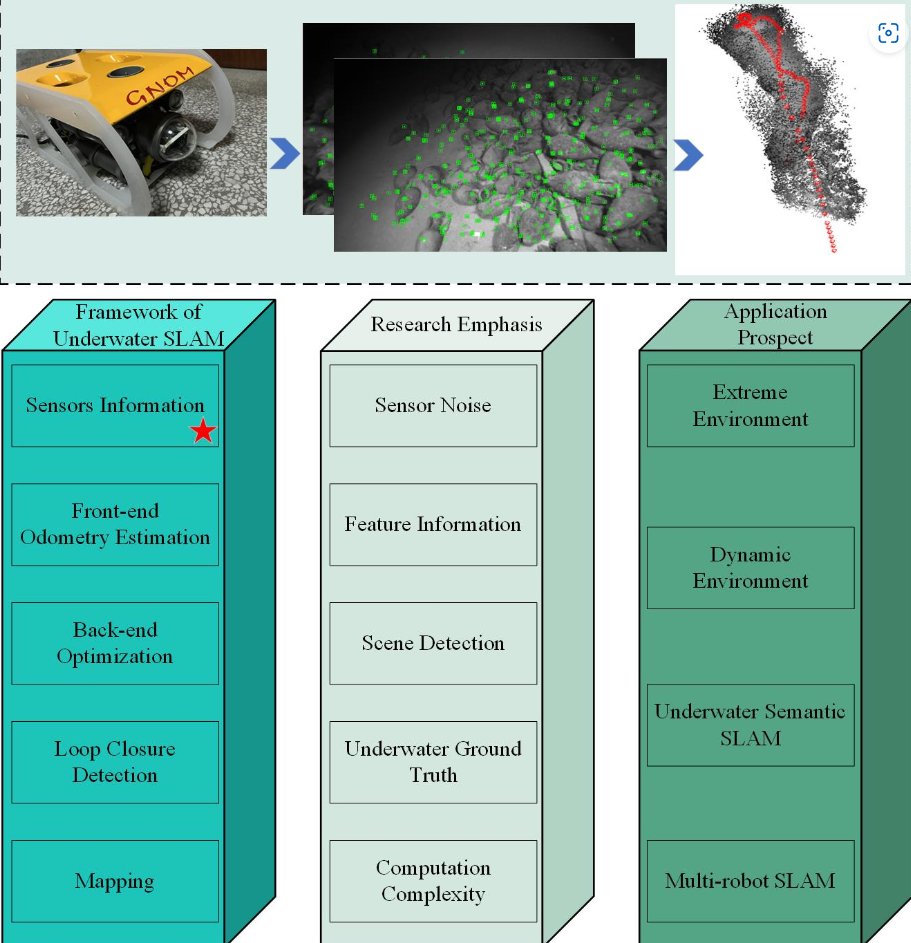 GNOM
Framework of
Underwater SLAM
Sensors Information
Front-end
Odometry Estimation
Back-end
Optimization
Loop Closure
Detection
Mapping
Research Emphasis
Sensor Noise
Feature Information
Scene Detection
Underwater Ground
Truth
Computation
Complexity
Application
Prospect
Extreme
Environment
Dynamic
Environment
Underwater Semantic
SLAM
Multi-robot SLAM